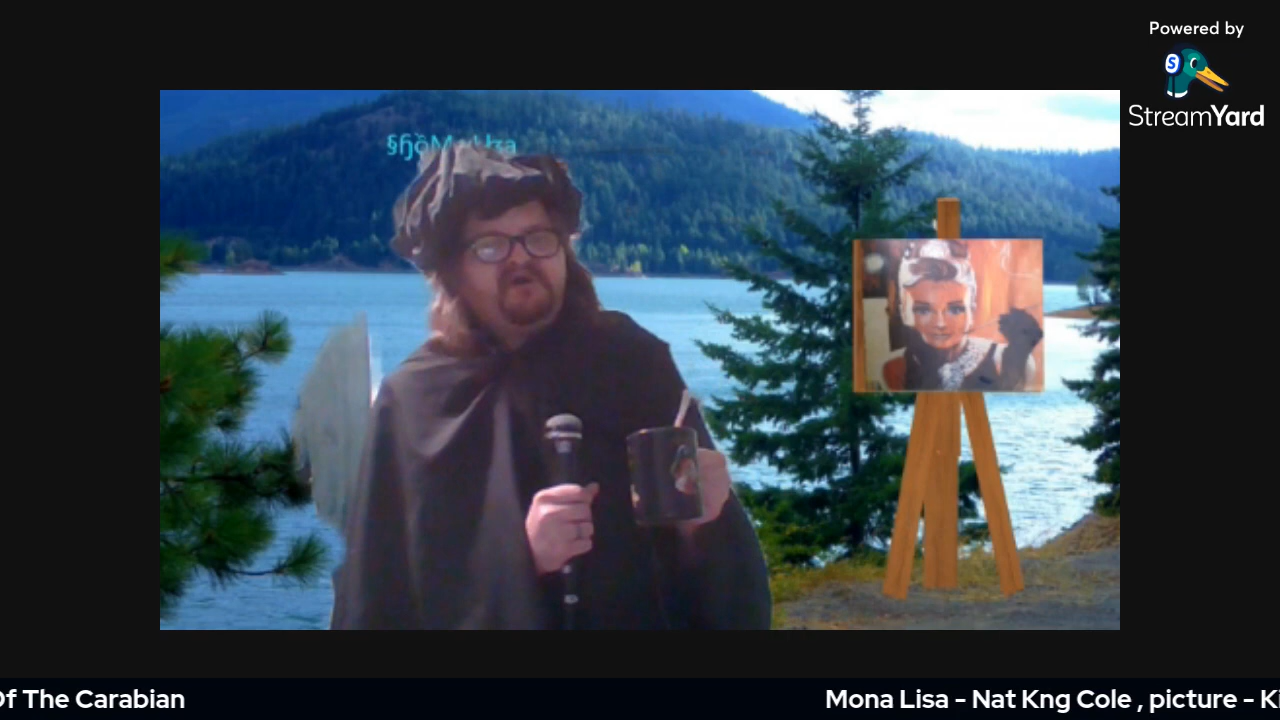 Powered by
S
StreamYard
Of The Carabian
Mona Lisa - Nat Kng Cole , picture - Ki